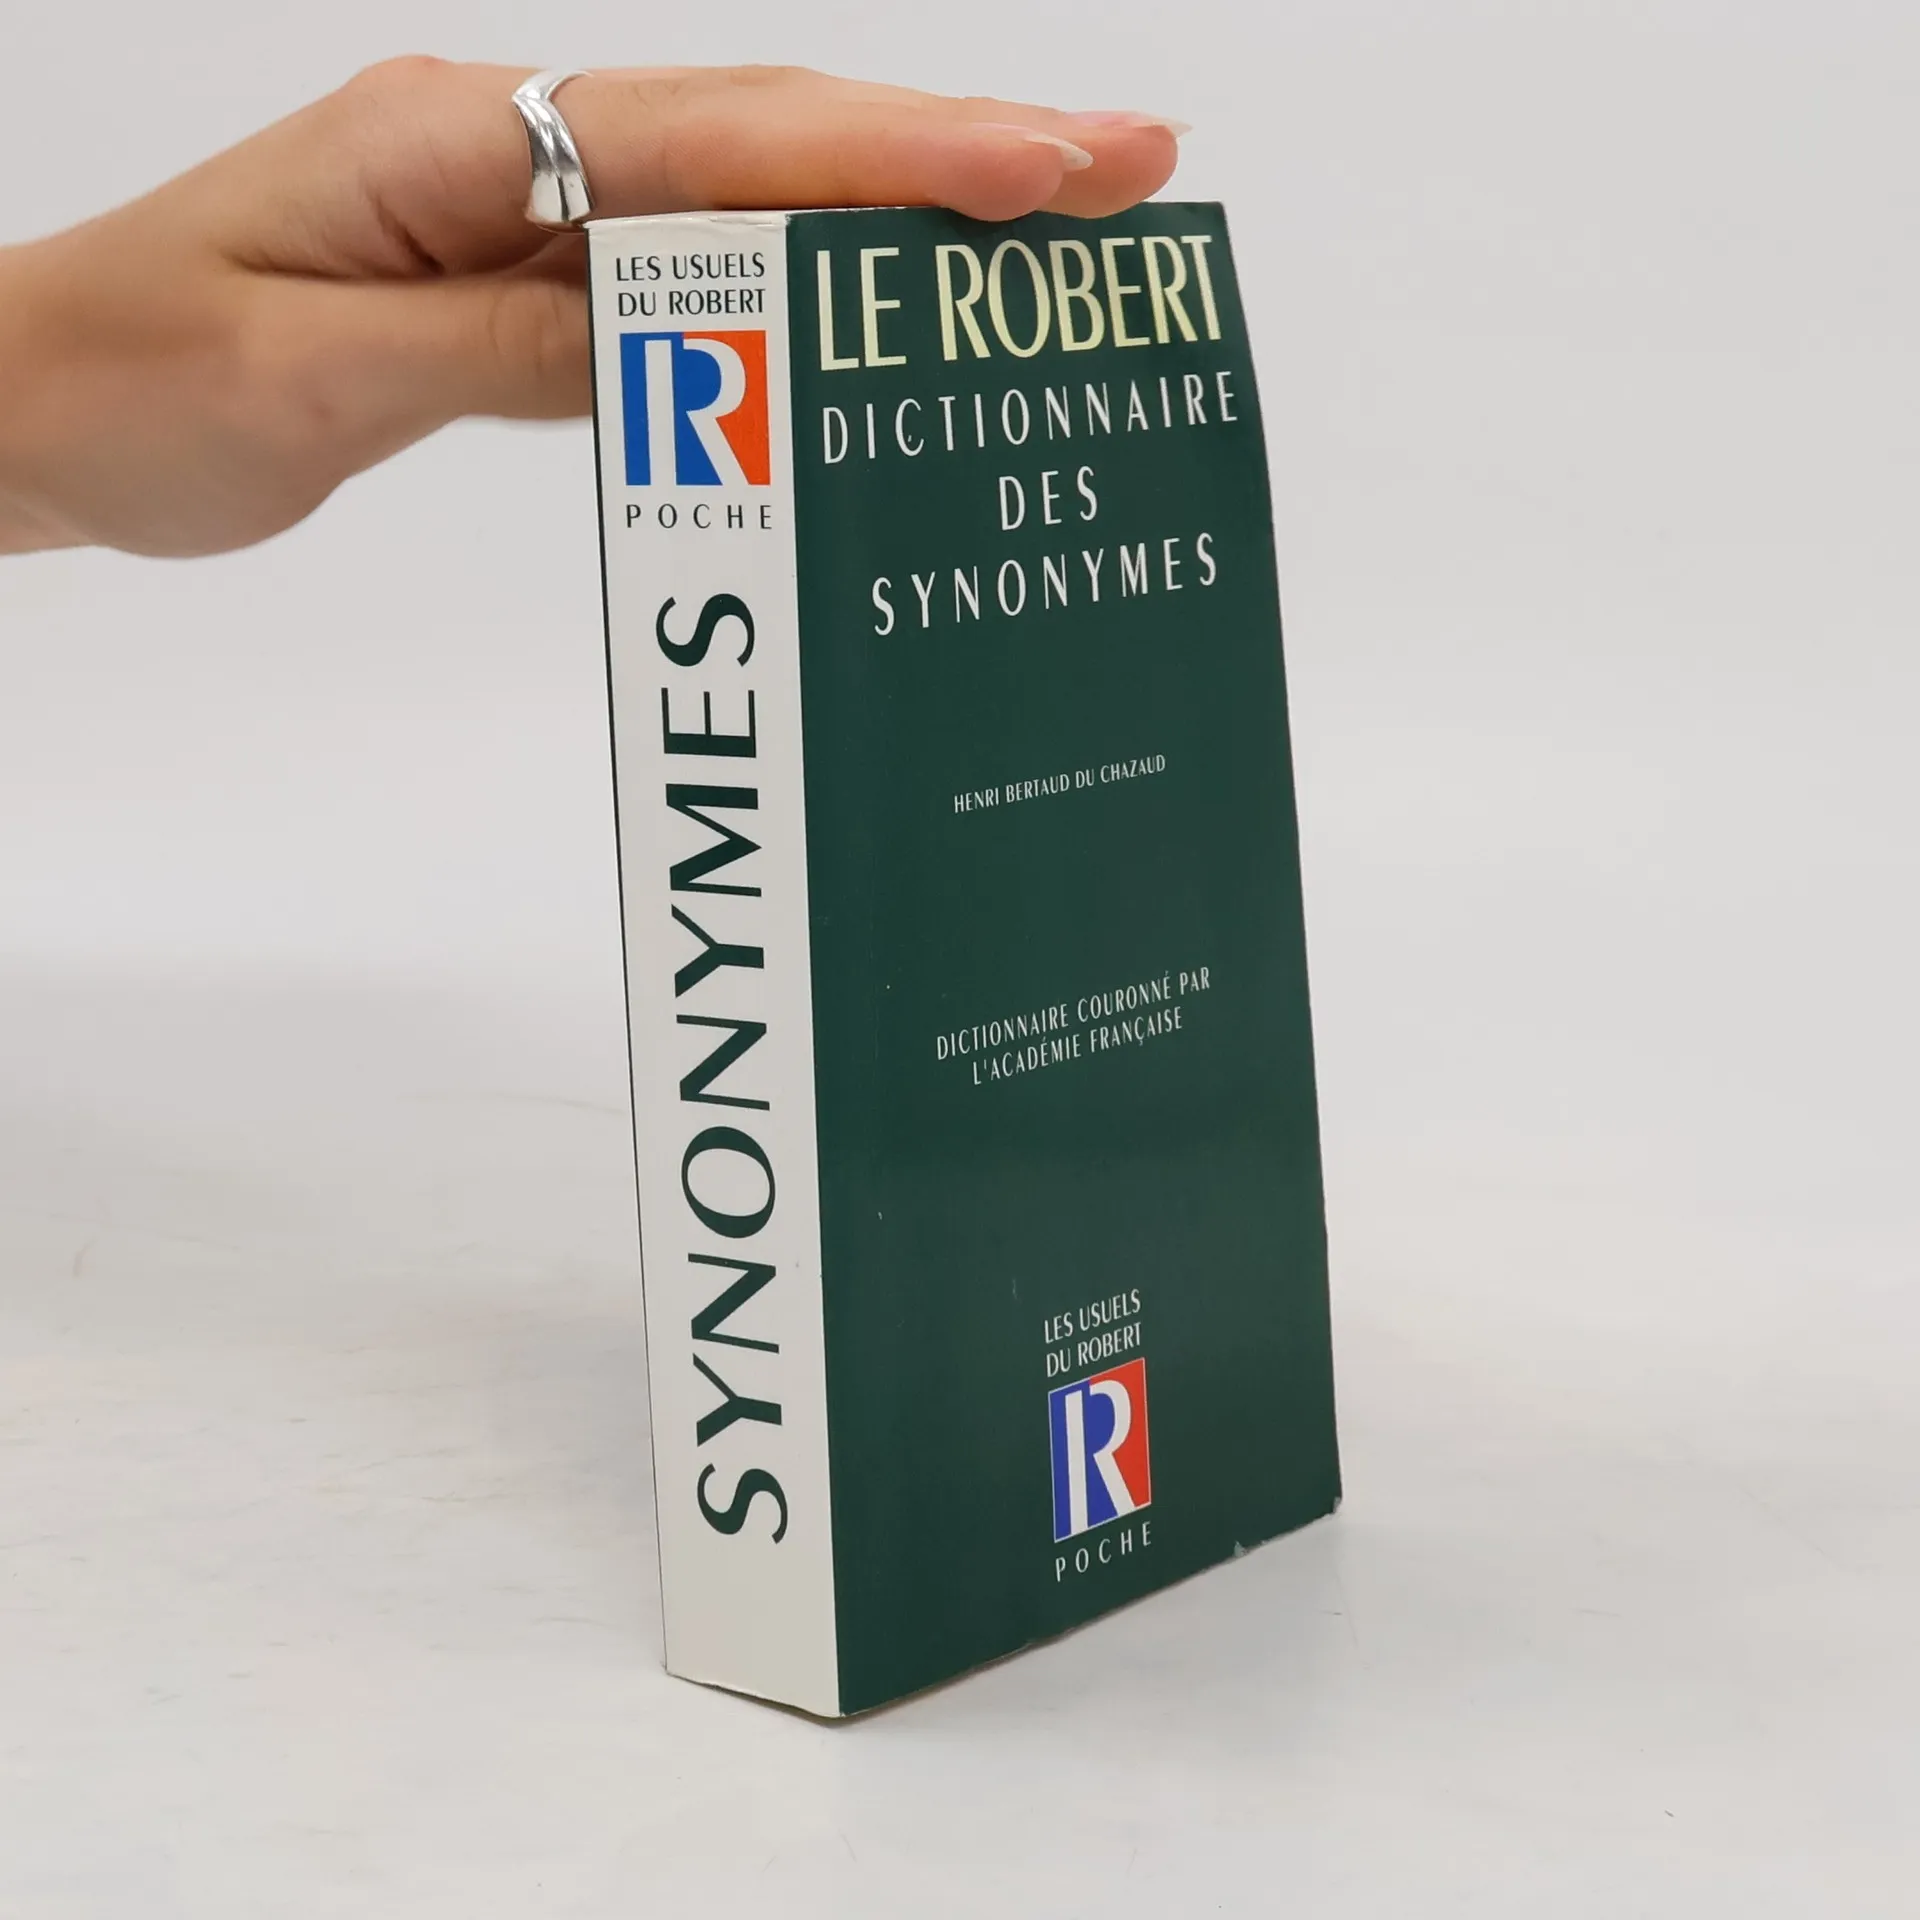 LES USUELS
DU ROBERT
R
POCHE
SYNONYMES
LE ROBERT
DICTIONNAIRE
DES
SYNONYMES
HENRI BERTAUD DU CHAZAUD
DICTIONNAIRE COURONNÉ PAR
L'ACADÉMIE FRANÇAISE
LES USUELS
DU ROBERT
R
POCHE